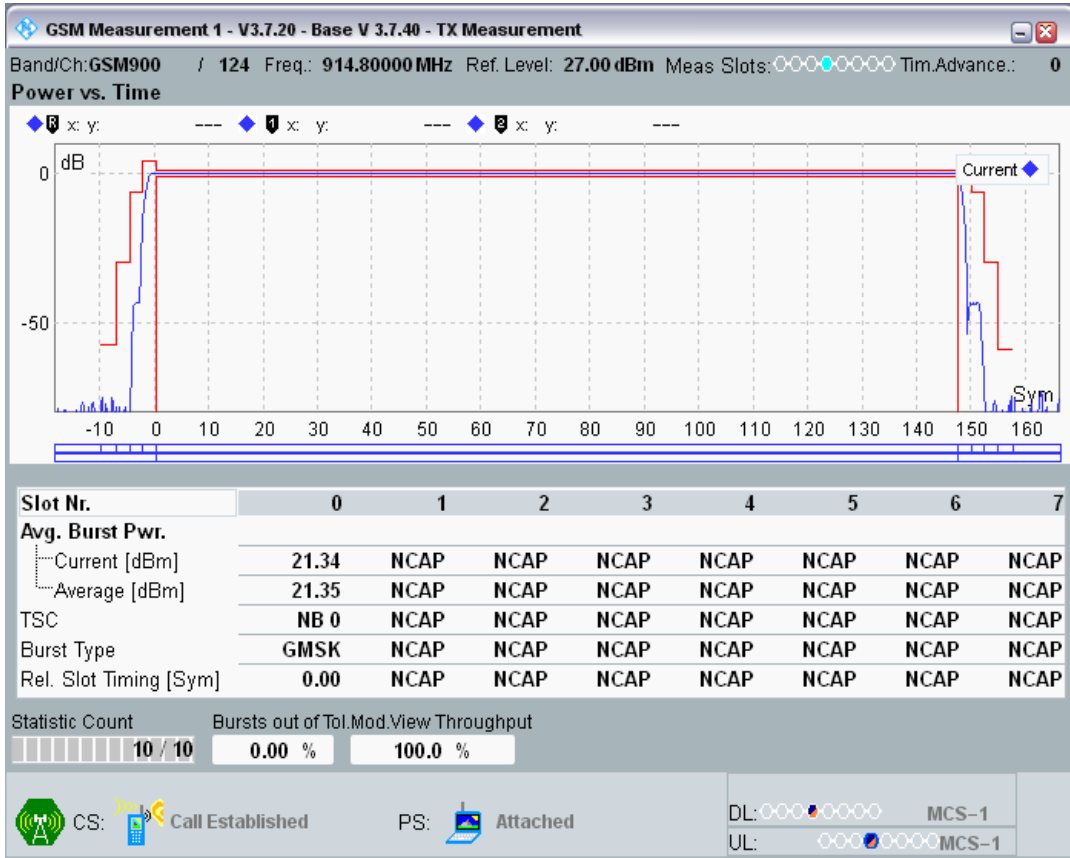 GSM Measurement 1 - V3.7.20 - Base V 3.7.40 - TX Measurement
Band/Ch:GSM900 / 124 Freq.: 914.80000 MHz Ref. Level: 27.00 dBm Meas Slots: Tim.Advance.: 0
Power vs. Time
R x: y: --- 1 x: y: --- 2 x: y: ---
dB
Current
0
-50
Sym
-10 0 10 20 30 40 50 60 70 80 90 100 110 120 130 140 150 160
Slot Nr. 0 1 2 3 4 5 6 7
Avg. Burst Pwr.
Current [dBm] 21.34 NCAP NCAP NCAP NCAP NCAP NCAP NCAP
Average [dBm] 21.35 NCAP NCAP NCAP NCAP NCAP NCAP NCAP
TSC NB 0 NCAP NCAP NCAP NCAP NCAP NCAP NCAP
Burst Type GMSK NCAP NCAP NCAP NCAP NCAP NCAP NCAP
Rel. Slot Timing [Sym] 0.00 NCAP NCAP NCAP NCAP NCAP NCAP NCAP
Statistic Count Bursts out of Tol. Mod.View Throughput
10 / 10 0.00 % 100.0 %
CS: Call Established PS: Attached
DL: MCS-1
UL: MCS-1